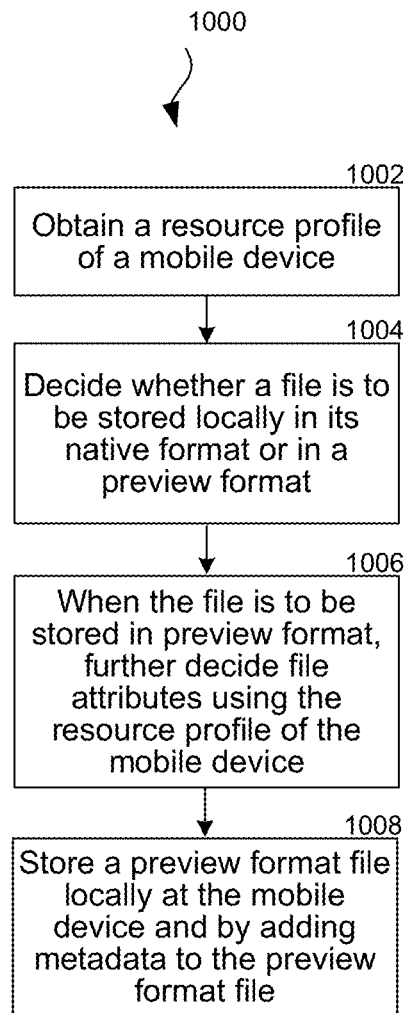 1000
1002
Obtain a resource profile
of a mobile device
1004
Decide whether a file is to
be stored locally in its
native format or in a
preview format
1006
When the file is to be
stored in preview format,
further decide file
attributes using the
resource profile of the
mobile device
1008
Store a preview format file
locally at the mobile
device and by adding
metadata to the preview
format file